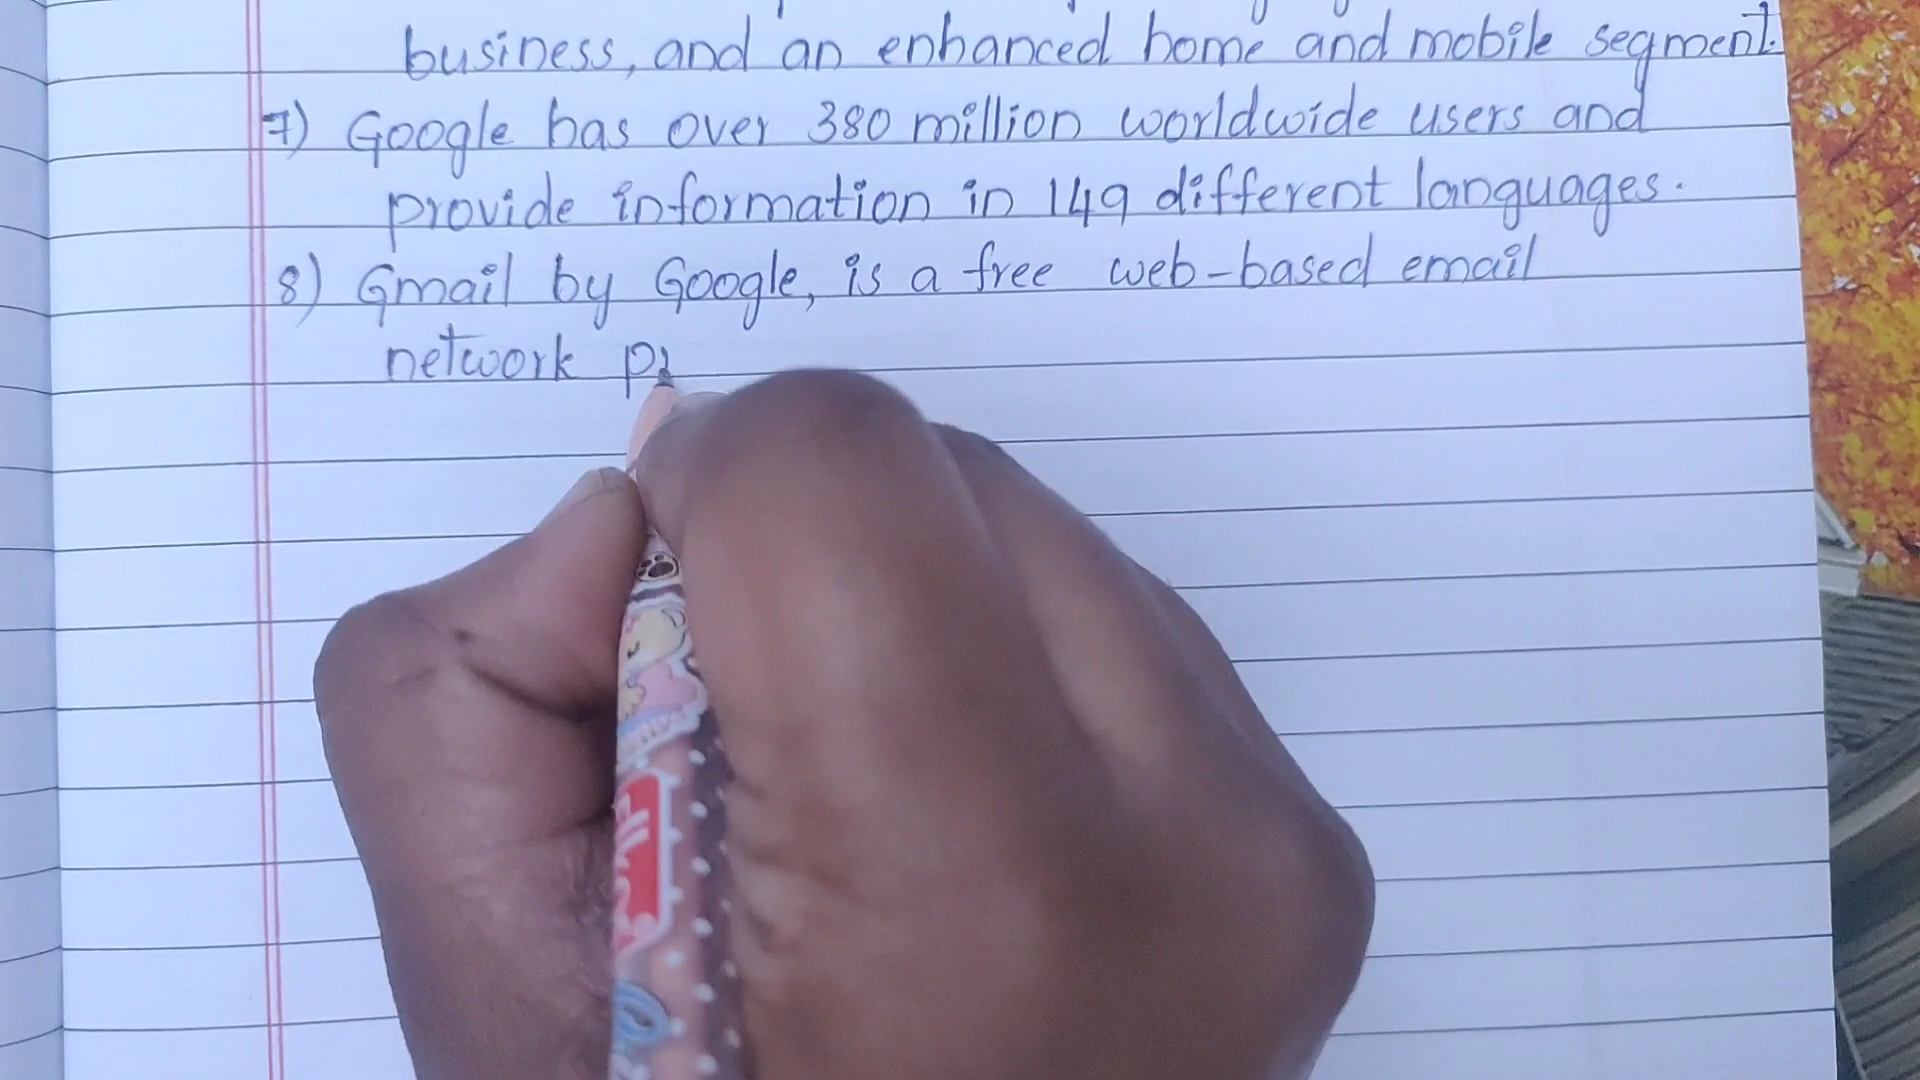 business, and an enhanced home and mobile segment.
7) Google has over 380 million worldwide users and
provide information in 149 different languages.
8) Gmail by Google, is a free web-based email
network